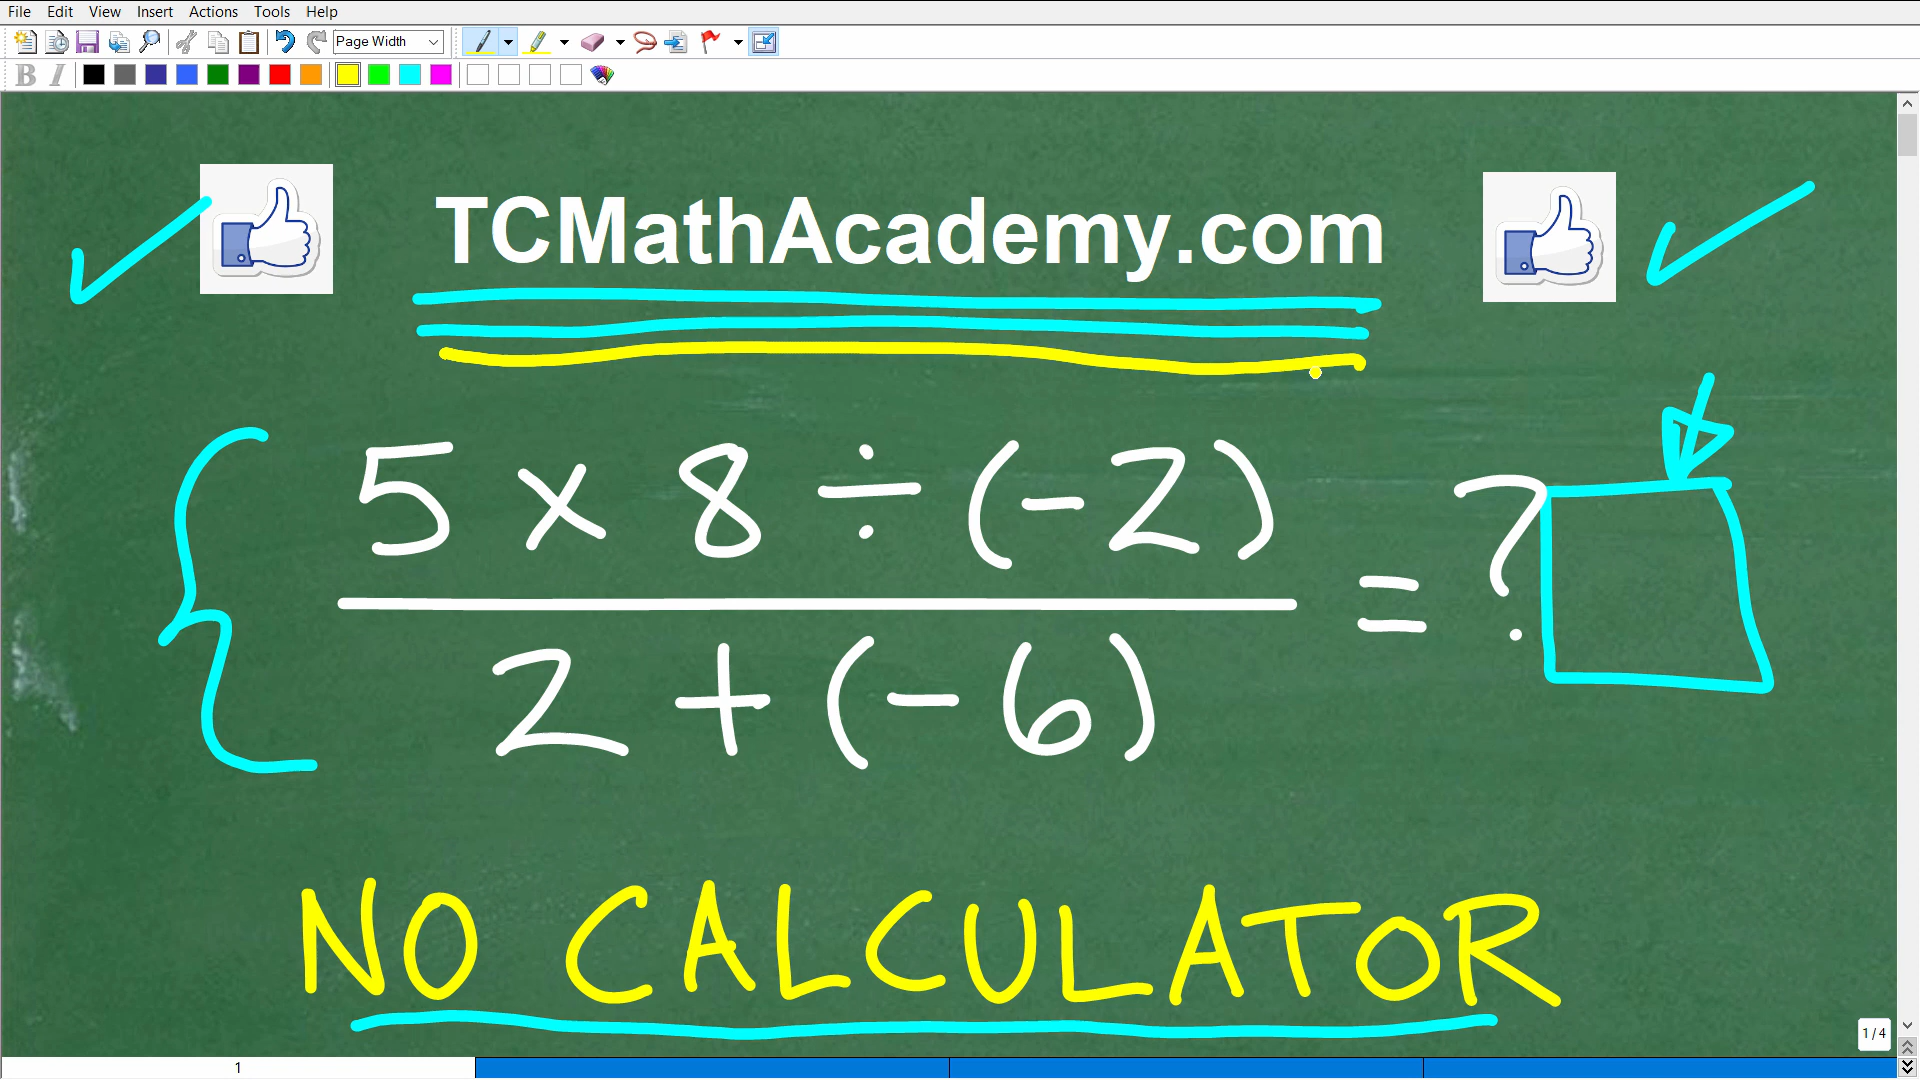 File Edit View Insert Actions Tools Help
Page Width
B I
TCMathAcademy.com
5 x 8 ÷ (-2)
= ?
2 + (-6)
NO CALCULATOR
1 / 4
1